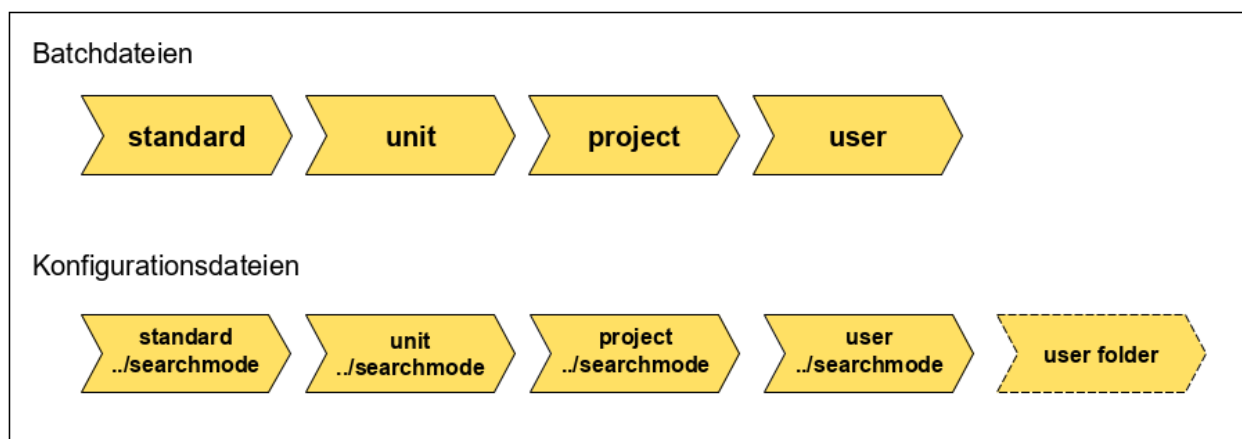 Batchdateien
standard
unit
project
user
Konfigurationsdateien
standard
../searchmode
unit
../searchmode
project
../searchmode
user
../searchmode
user folder